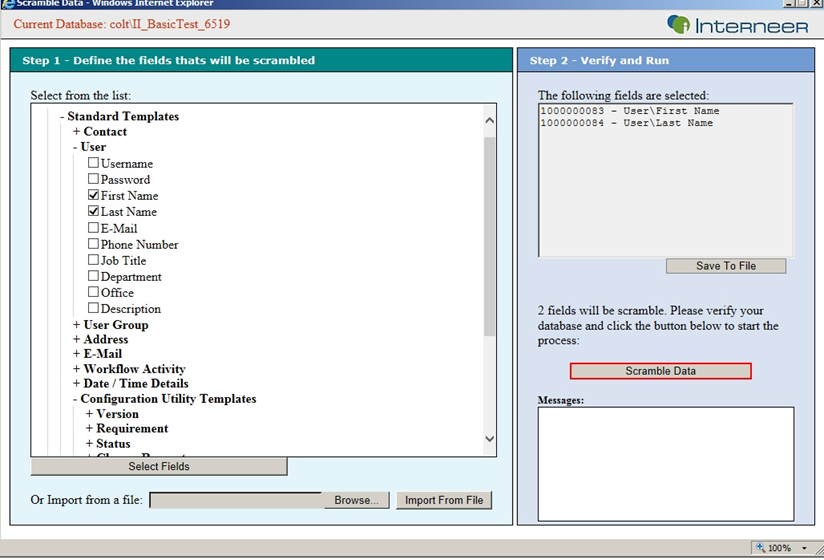 Scramble Data - Windows Internet Explorer
Current Database: colt\II_BasicTest_6519
Interneer
Step 1 - Define the fields thats will be scrambled
Select from the list:
- Standard Templates
+ Contact
- User
Username
Password
First Name
Last Name
E-Mail
Phone Number
Job Title
Department
Office
Description
+ User Group
+ Address
+ E-Mail
+ Workflow Activity
+ Date / Time Details
- Configuration Utility Templates
+ Version
+ Requirement
+ Status
Select Fields
Or Import from a file:
Browse...
Import From File
Step 2 - Verify and Run
The following fields are selected:
1000000083 - User\First Name
1000000084 - User\Last Name
Save To File
2 fields will be scramble. Please verify your
database and click the button below to start the
process:
Scramble Data
Messages:
100%